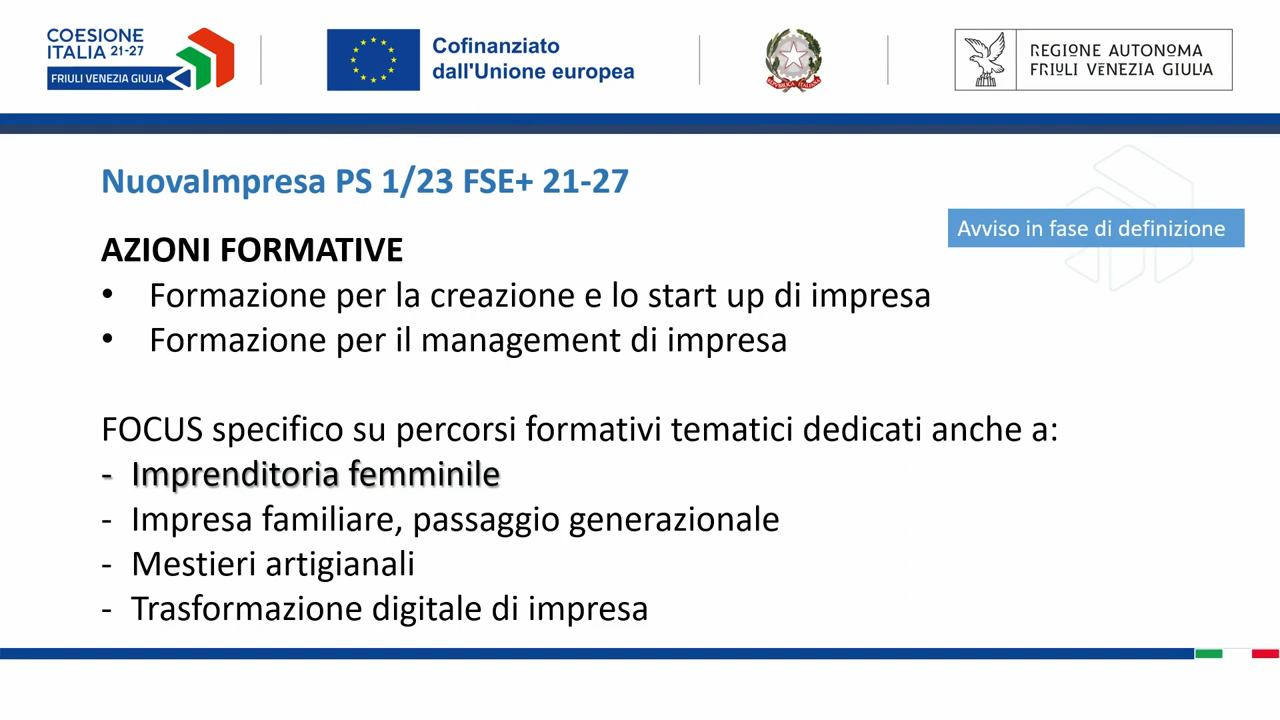 COESIONE
ITALIA 21-27
FRIULI VENEZIA GIULIA
Cofinanziato
dall'Unione europea
REPUBBLICA ITALIANA
REGIONE AUTONOMA
FRIULI VENEZIA GIULIA
NuovaImpresa PS 1/23 FSE+ 21-27
Avviso in fase di definizione
AZIONI FORMATIVE
• Formazione per la creazione e lo start up di impresa
• Formazione per il management di impresa
FOCUS specifico su percorsi formativi tematici dedicati anche a:
- Imprenditoria femminile
- Impresa familiare, passaggio generazionale
- Mestieri artigianali
- Trasformazione digitale di impresa